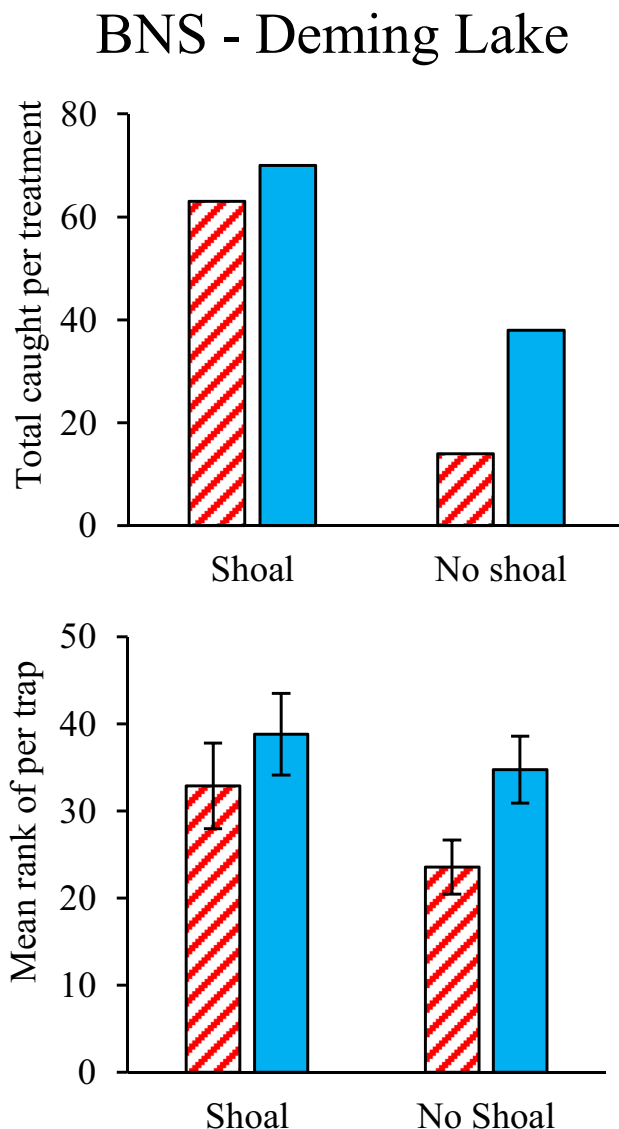 BNS - Deming Lake
Total caught per treatment
80
60
40
20
0
Shoal No shoal
Mean rank of per trap
50
40
30
20
10
0
Shoal No Shoal